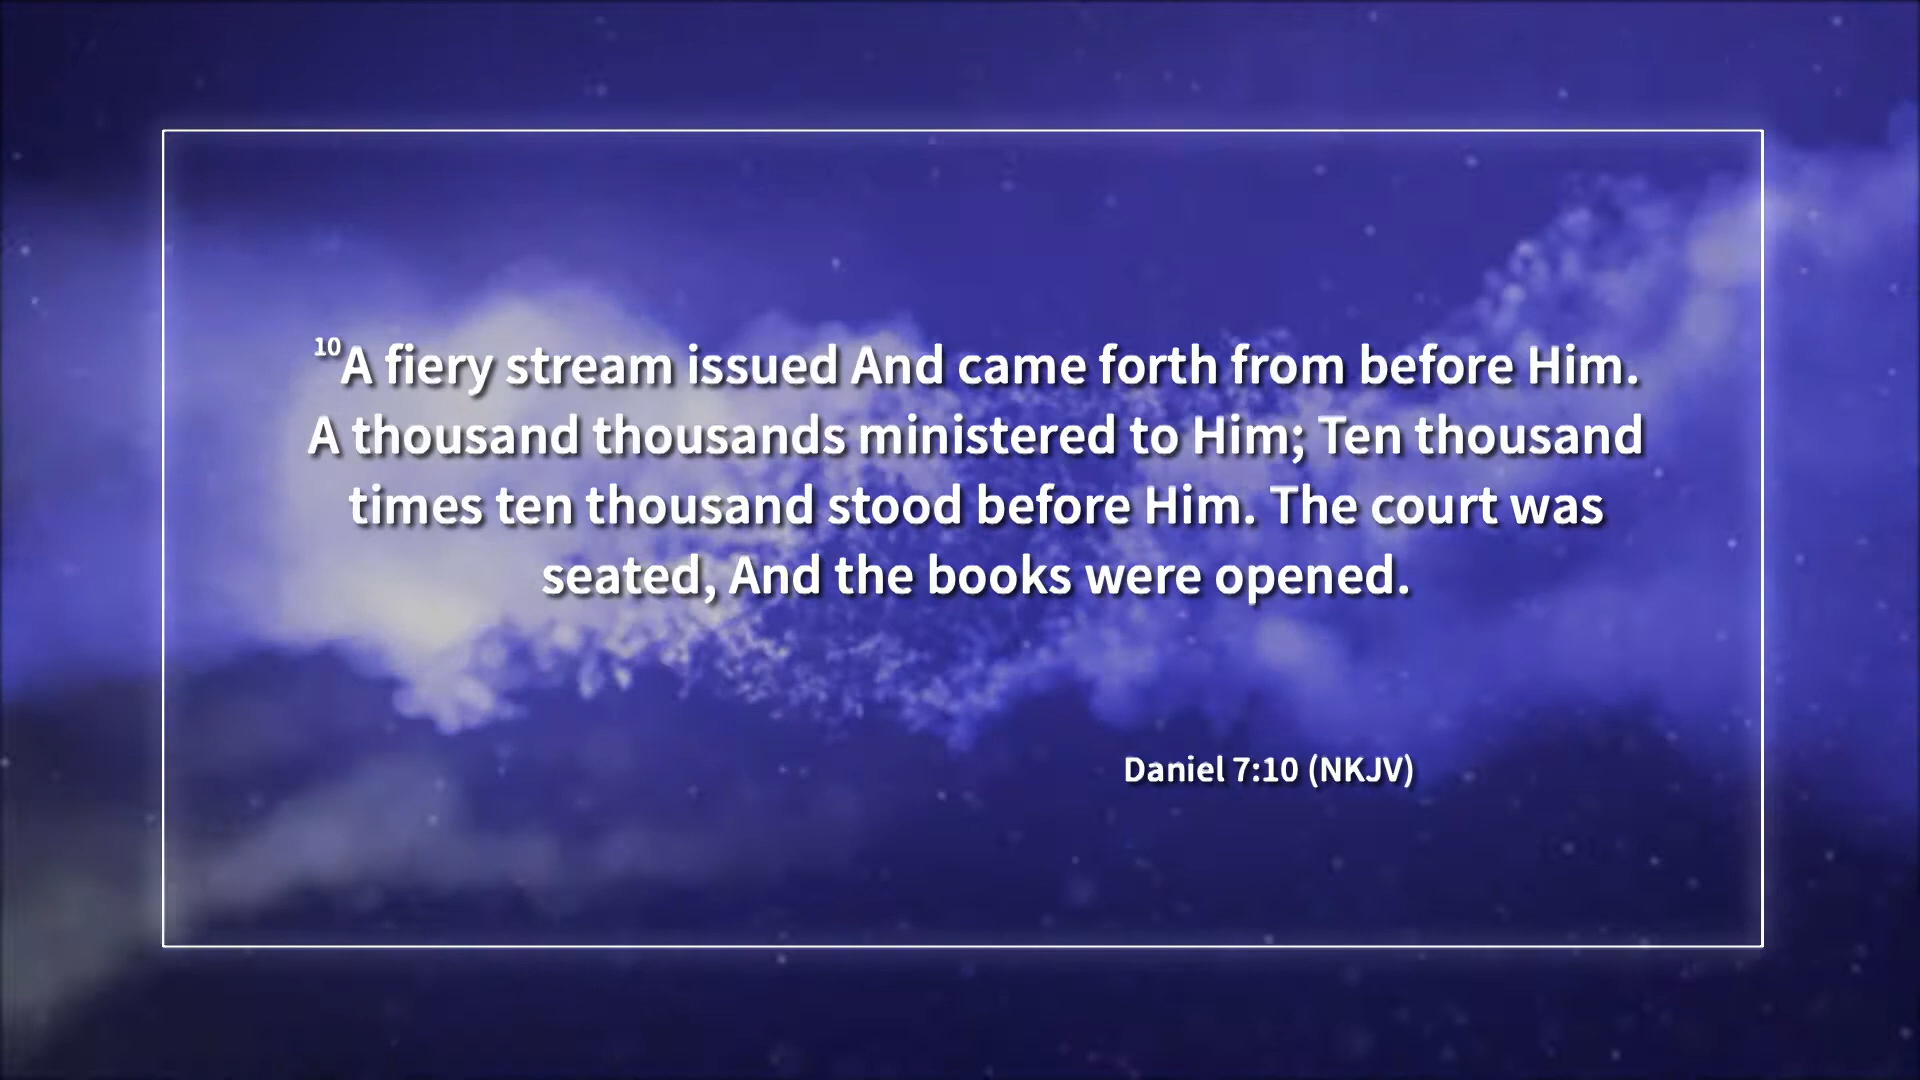 10A fiery stream issued And came forth from before Him.
A thousand thousands ministered to Him; Ten thousand
times ten thousand stood before Him. The court was
seated, And the books were opened.
Daniel 7:10 (NKJV)